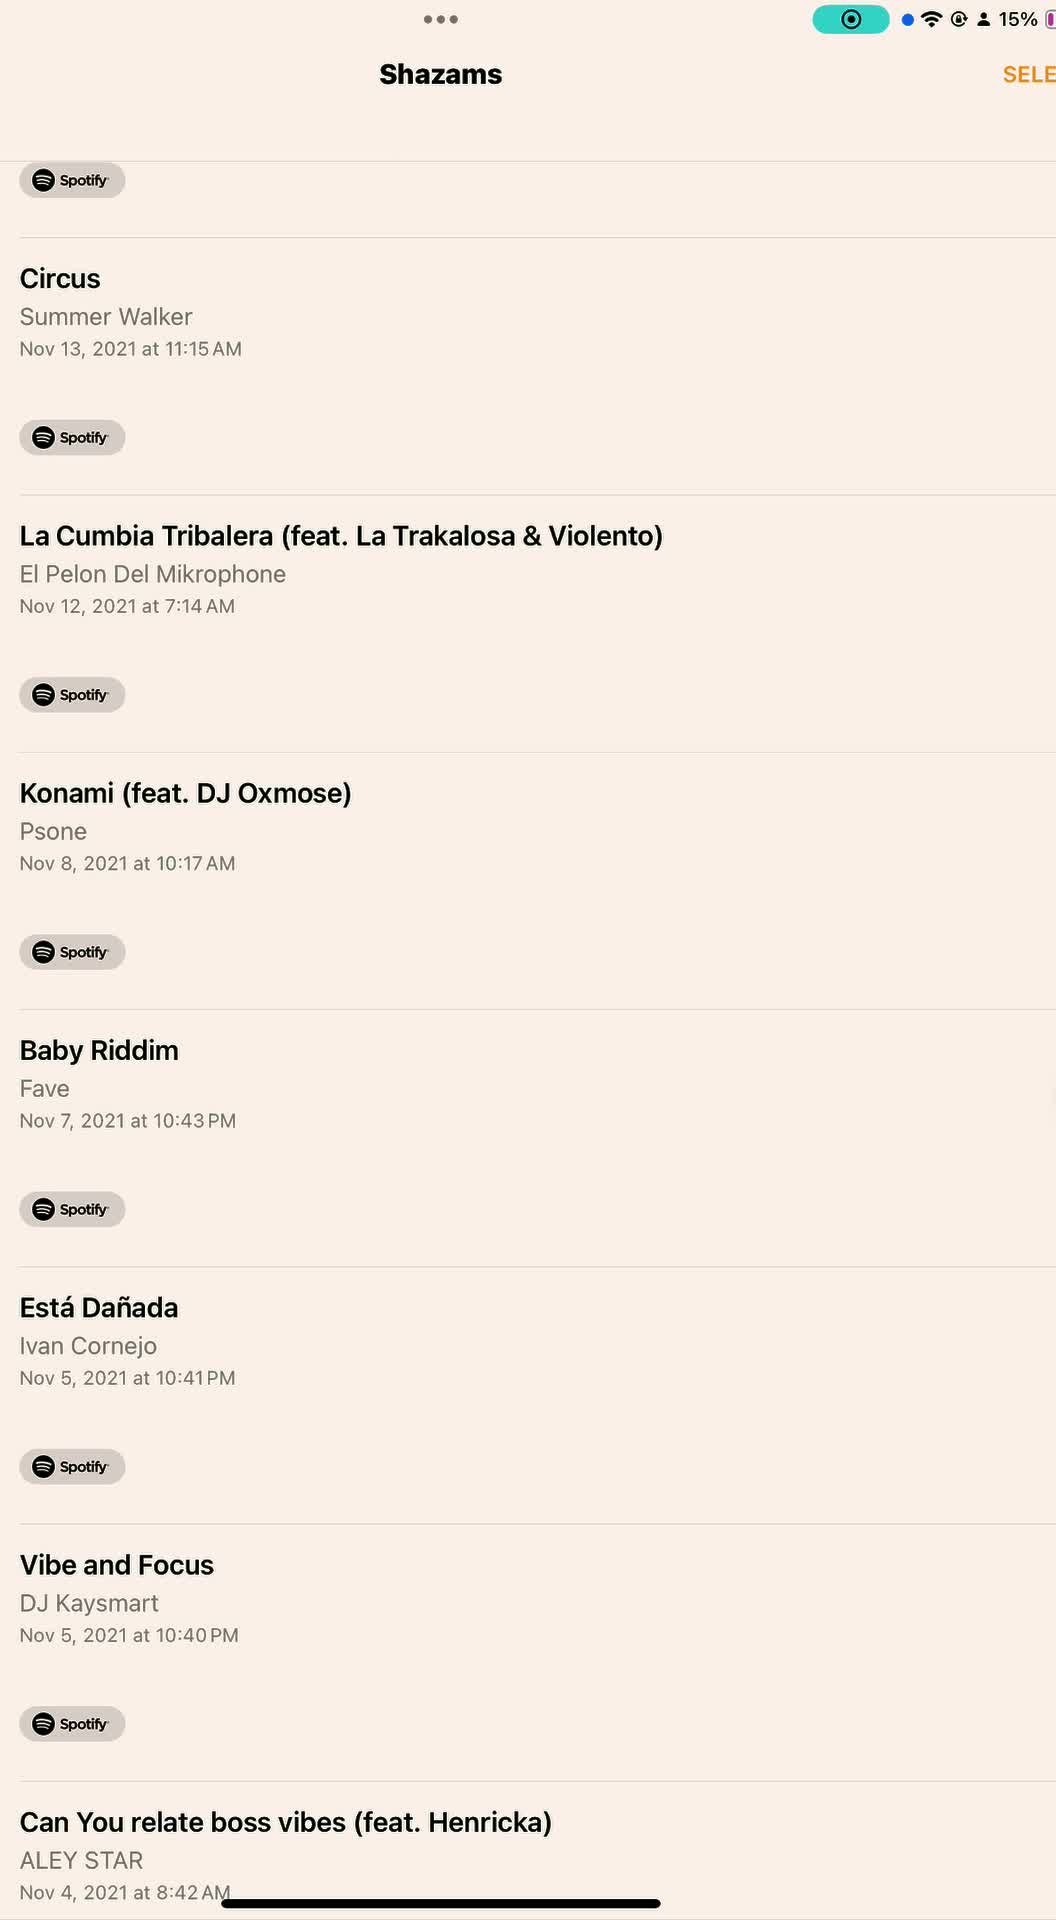 15%
Shazams
Spotify
Circus
Summer Walker
Nov 13, 2021 at 11:15 AM
Spotify
La Cumbia Tribalera (feat. La Trakalosa & Violento)
El Pelon Del Mikrophone
Nov 12, 2021 at 7:14 AM
Spotify
Konami (feat. DJ Oxmose)
Psone
Nov 8, 2021 at 10:17 AM
Spotify
Baby Riddim
Fave
Nov 7, 2021 at 10:43 PM
Spotify
Está Dañada
Ivan Cornejo
Nov 5, 2021 at 10:41 PM
Spotify
Vibe and Focus
DJ Kaysmart
Nov 5, 2021 at 10:40 PM
Spotify
Can You relate boss vibes (feat. Henricka)
ALEY STAR
Nov 4, 2021 at 8:42 AM